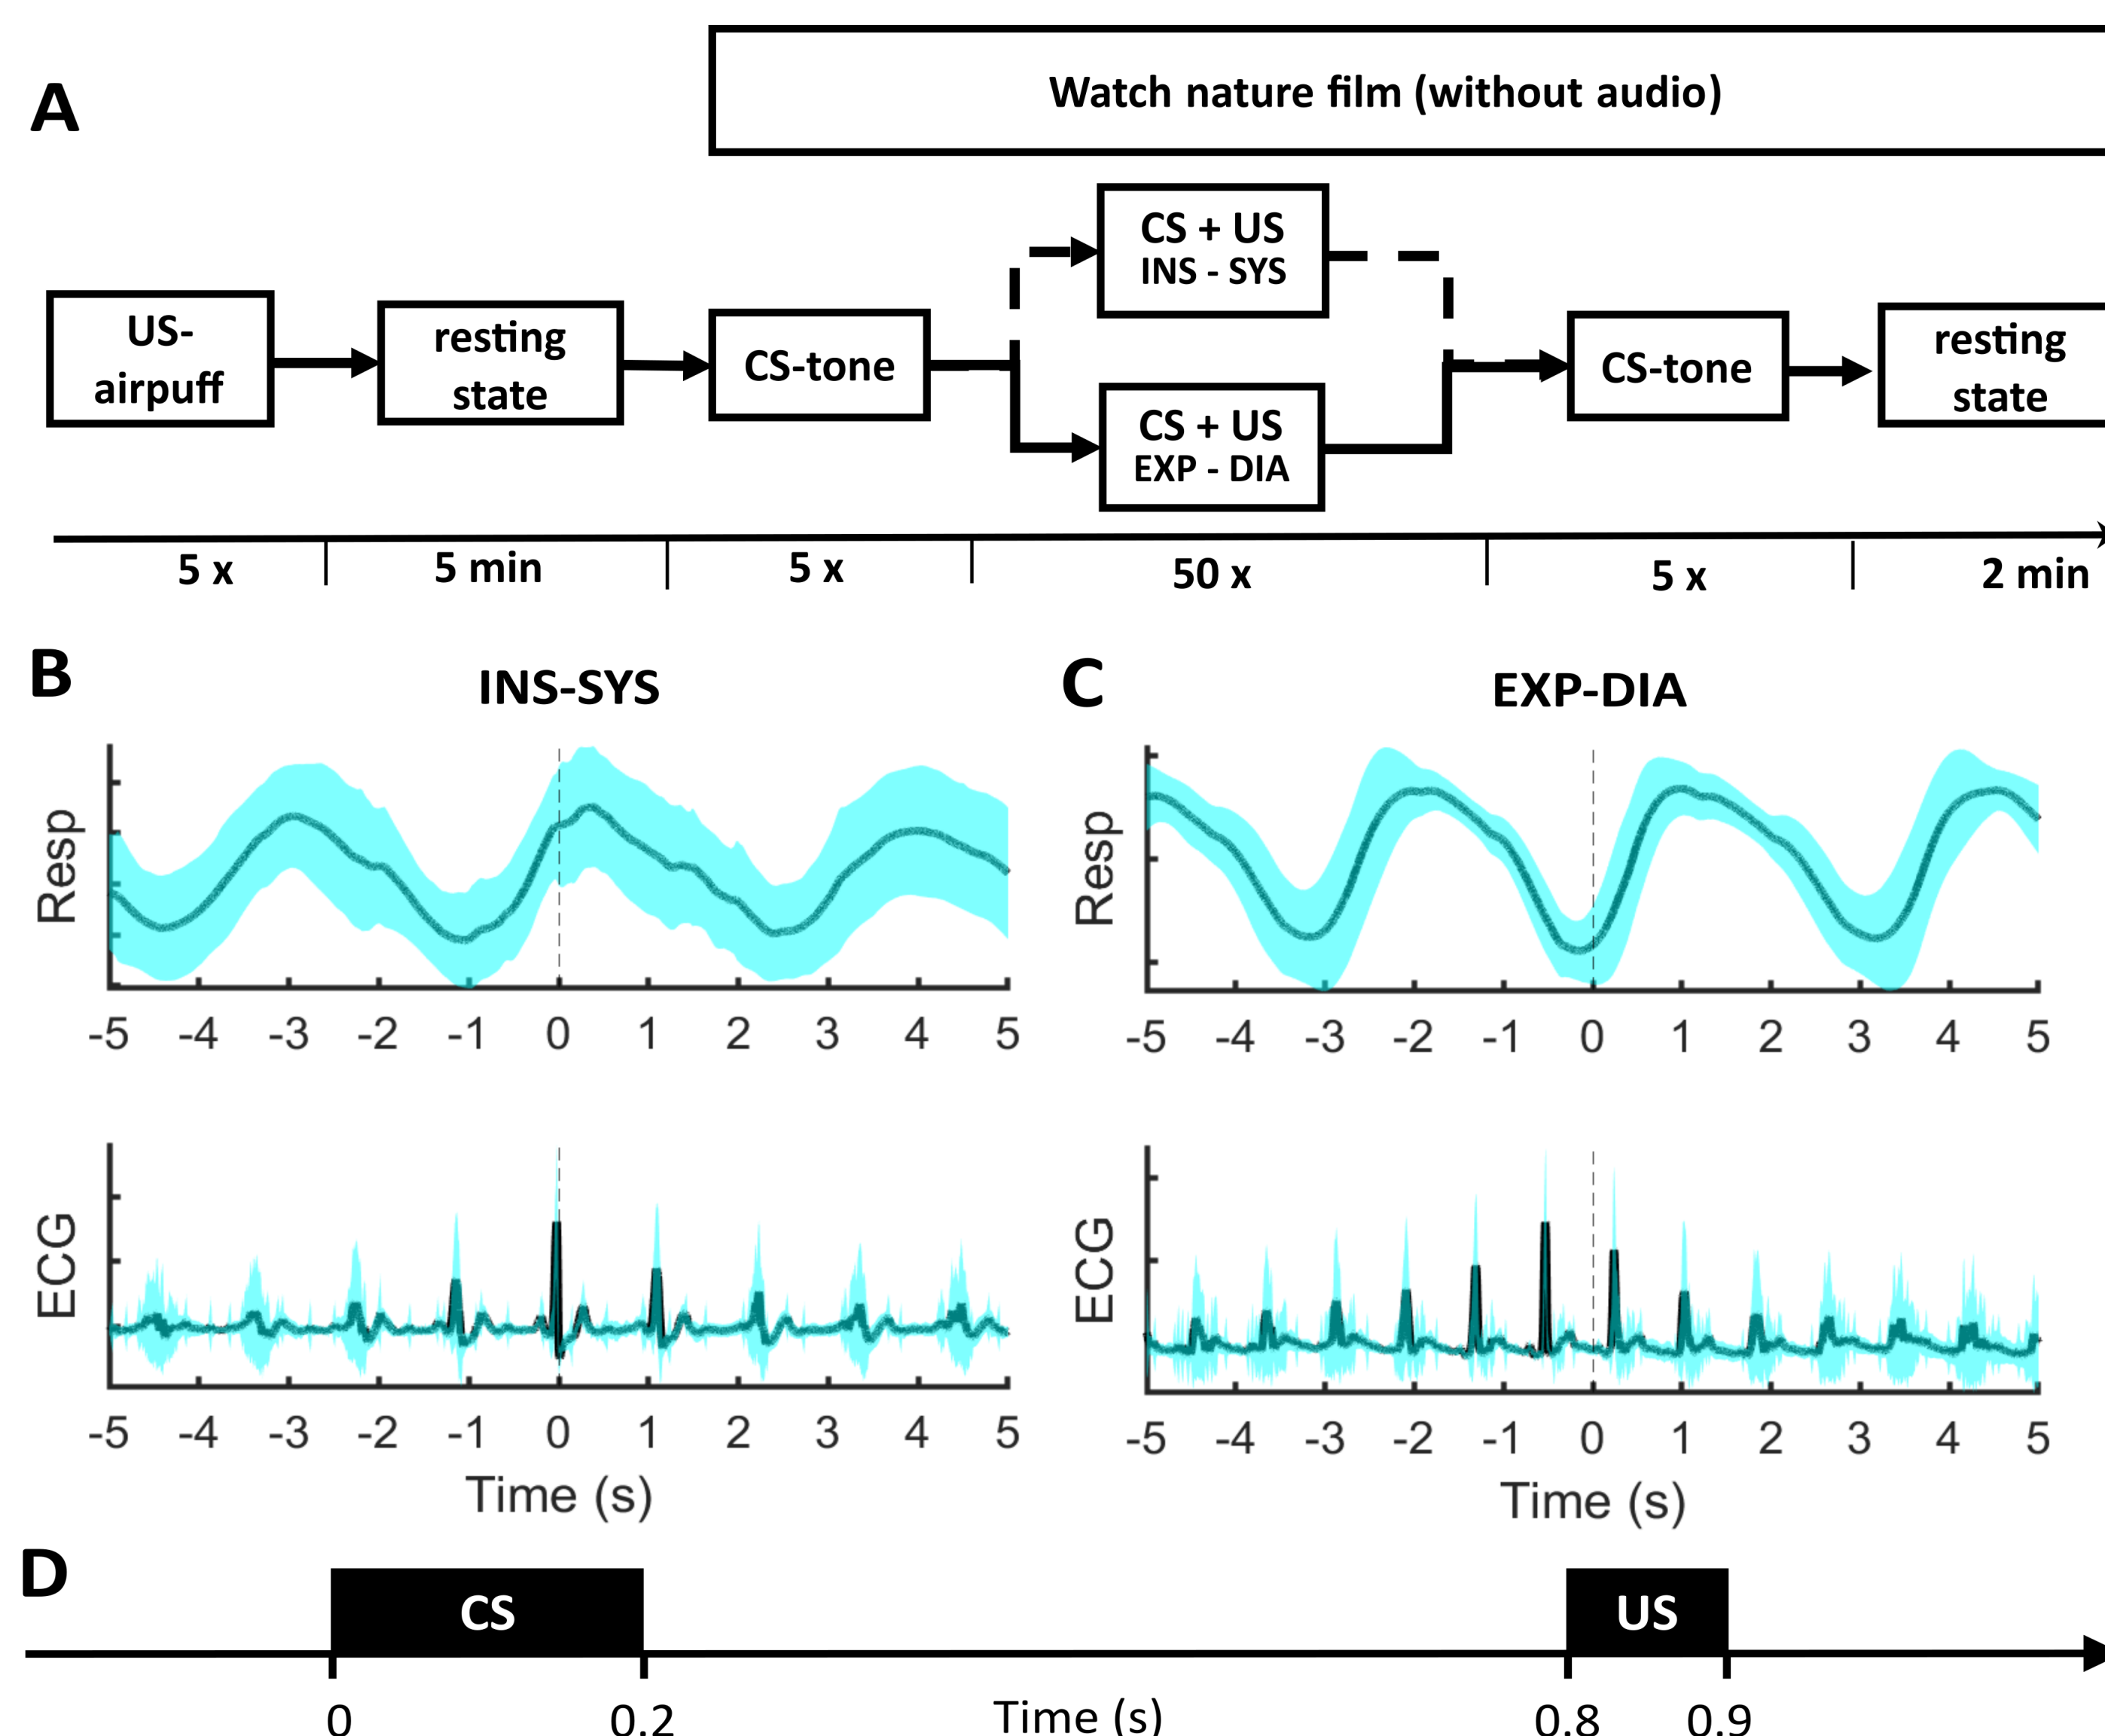 A
Watch nature film (without audio)
US-
airpuff
resting
state
CS-tone
CS + US
INS - SYS
CS + US
EXP - DIA
CS-tone
resting
state
5 x
5 min
5 x
50 x
5 x
2 min
B
INS-SYS
Resp
-5 -4 -3 -2 -1 0 1 2 3 4 5
ECG
-5 -4 -3 -2 -1 0 1 2 3 4 5
Time (s)
C
EXP-DIA
Resp
-5 -4 -3 -2 -1 0 1 2 3 4 5
ECG
-5 -4 -3 -2 -1 0 1 2 3 4 5
Time (s)
D
CS
US
0 0.2 Time (s) 0.8 0.9